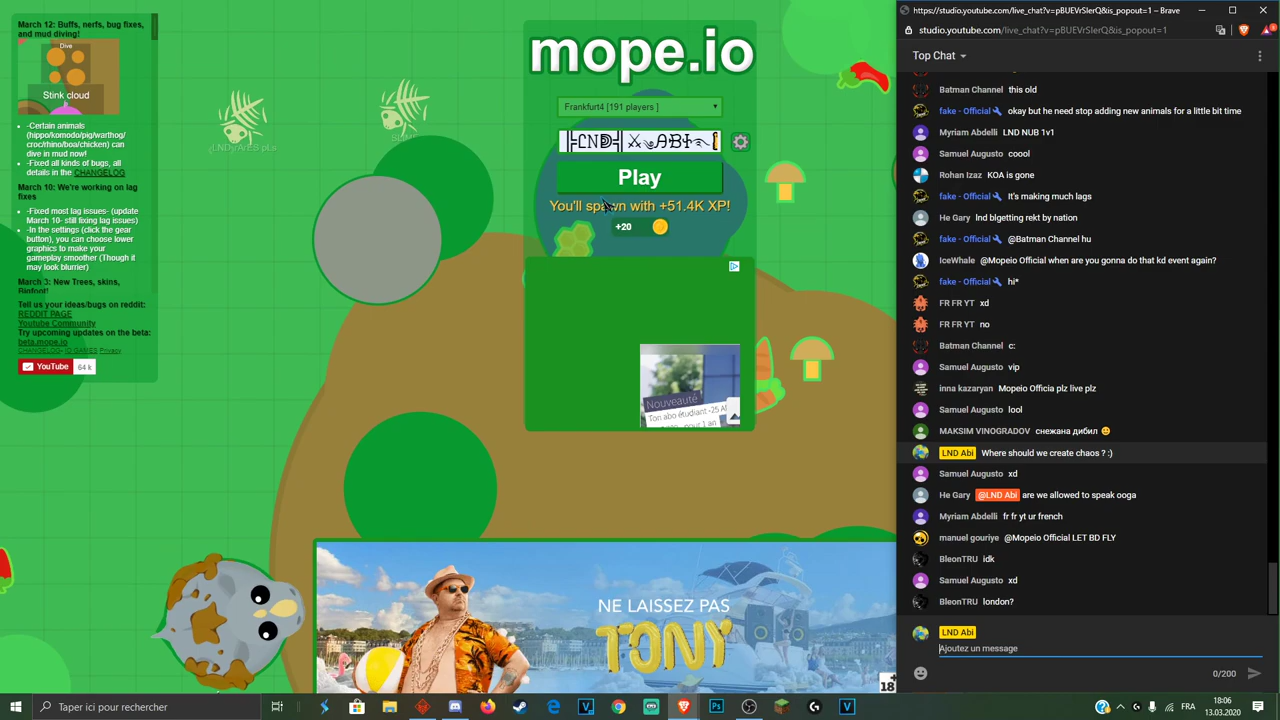 https://studio.youtube.com/live_chat?v=pBUEVrSlerQ&is_popout=1 – Brave
studio.youtube.com/live_chat?v=pBUEVrSlerQ&is_popout=1
March 12: Buffs, nerfs, bug fixes,
and mud diving!
Dive
Stink cloud
-Certain animals
(hippo/komodo/pig/warthog/
croc/rhino/boa/chicken) can
dive in mud now!
-Fixed all kinds of bugs, all
details in the CHANGELOG
March 10: We're working on lag
fixes
-Fixed most lag issues- (update
March 10- still fixing lag issues)
-In the settings (click the gear
button), you can choose lower
graphics to make your
gameplay smoother (Though it
may look blurrier)
March 3: New Trees, skins,
Bigfoot!
Tell us your ideas/bugs on reddit:
REDDIT PAGE
Youtube Community
Try upcoming updates on the beta:
beta.mope.io
CHANGELOG- IO GAMES Privacy
YouTube 64 k
mope.io
Frankfurt4 [191 players ]
Play
You'll spawn with +51.4K XP!
+20
Nouveauté
Ton abo étudiant -25
pour 1 an
NE LAISSEZ PAS
TONY
18
Top Chat
Batman Channel this old
fake - Official okay but he need stop adding new animals for a little bit time
Myriam Abdelli LND NUB 1v1
Samuel Augusto coool
Rohan Izaz KOA is gone
fake - Official It's making much lags
He Gary lnd blgetting rekt by nation
fake - Official @Batman Channel hu
IceWhale @Mopeio Official when are you gonna do that kd event again?
fake - Official hi*
FR FR YT xd
FR FR YT no
Batman Channel c:
Samuel Augusto vip
inna kazaryan Mopeio Officia plz live plz
Samuel Augusto lool
MAKSIM VINOGRADOV снежана дибил
LND Abi Where should we create chaos ? :)
Samuel Augusto xd
He Gary @LND Abi are we allowed to speak ooga
Myriam Abdelli fr fr yt ur french
manuel gouriye @Mopeio Official LET BD FLY
BleonTRU idk
Samuel Augusto xd
BleonTRU london?
LND Abi
Ajoutez un message
0/200
Taper ici pour rechercher
FRA
18:06
13.03.2020